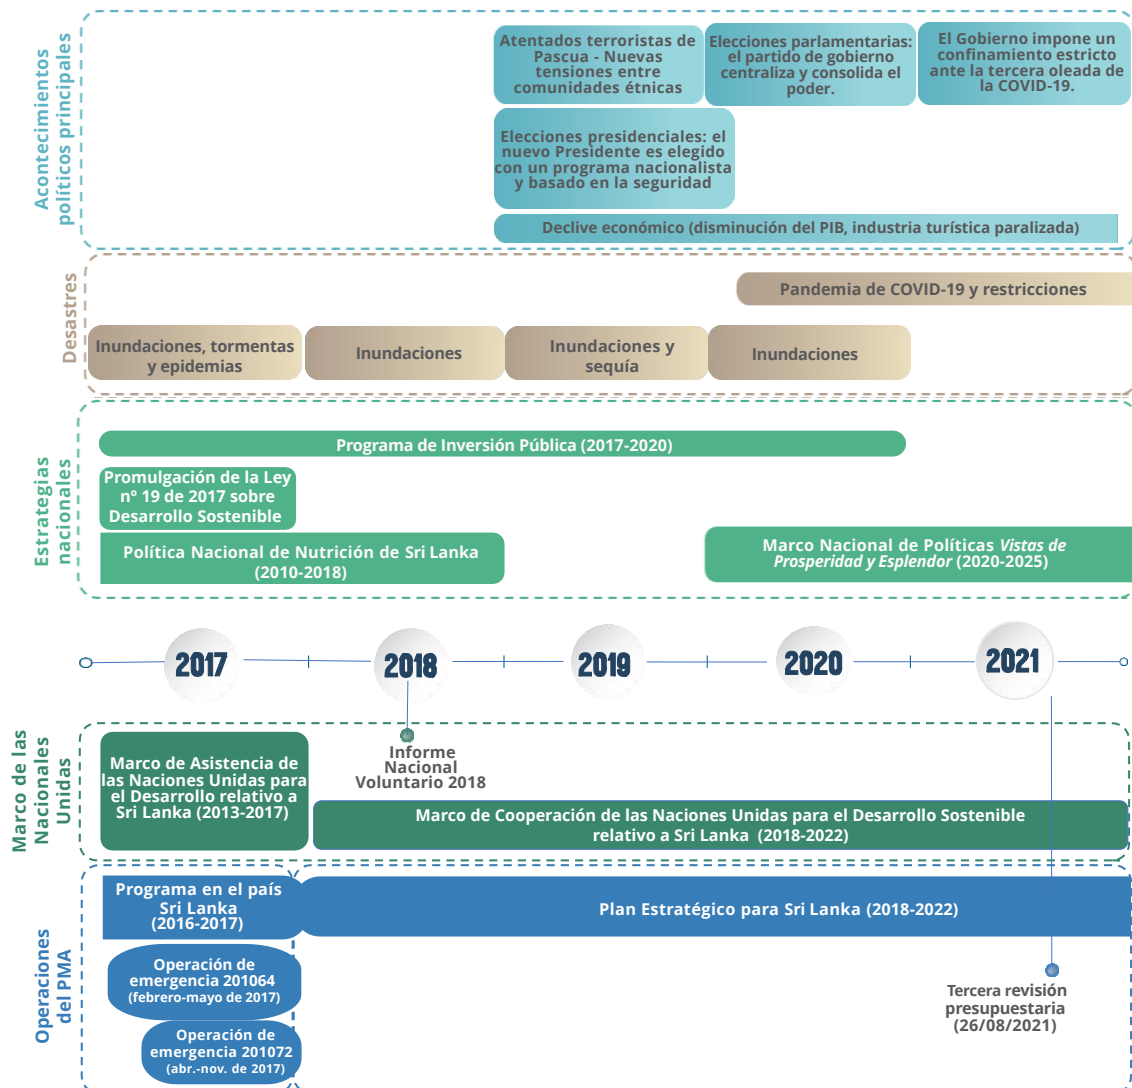 Acontecimientos
políticos principales
Atentados terroristas de
Pascua - Nuevas
tensiones entre
comunidades étnicas
Elecciones parlamentarias:
el partido de gobierno
centraliza y consolida el
poder.
El Gobierno impone un
confinamiento estricto
ante la tercera oleada de
la COVID-19.
Elecciones presidenciales: el
nuevo Presidente es elegido
con un programa nacionalista
y basado en la seguridad
Declive económico (disminución del PIB, industria turística paralizada)
Desastres
Pandemia de COVID-19 y restricciones
Inundaciones, tormentas
y epidemias
Inundaciones
Inundaciones y
sequía
Inundaciones
Estrategias
nacionales
Programa de Inversión Pública (2017-2020)
Promulgación de la Ley
nº 19 de 2017 sobre
Desarrollo Sostenible
Política Nacional de Nutrición de Sri Lanka
(2010-2018)
Marco Nacional de Políticas Vistas de
Prosperidad y Esplendor (2020-2025)
2017
2018
2019
2020
2021
Marco de las
Nacionales
Unidas
Marco de Asistencia de
las Naciones Unidas para
el Desarrollo relativo a
Sri Lanka (2013-2017)
Informe
Nacional
Voluntario 2018
Marco de Cooperación de las Naciones Unidas para el Desarrollo Sostenible
relativo a Sri Lanka (2018-2022)
Operaciones
del PMA
Programa en el país
Sri Lanka
(2016-2017)
Plan Estratégico para Sri Lanka (2018-2022)
Operación de
emergencia 201064
(febrero-mayo de 2017)
Tercera revisión
presupuestaria
(26/08/2021)
Operación de
emergencia 201072
(abr.-nov. de 2017)